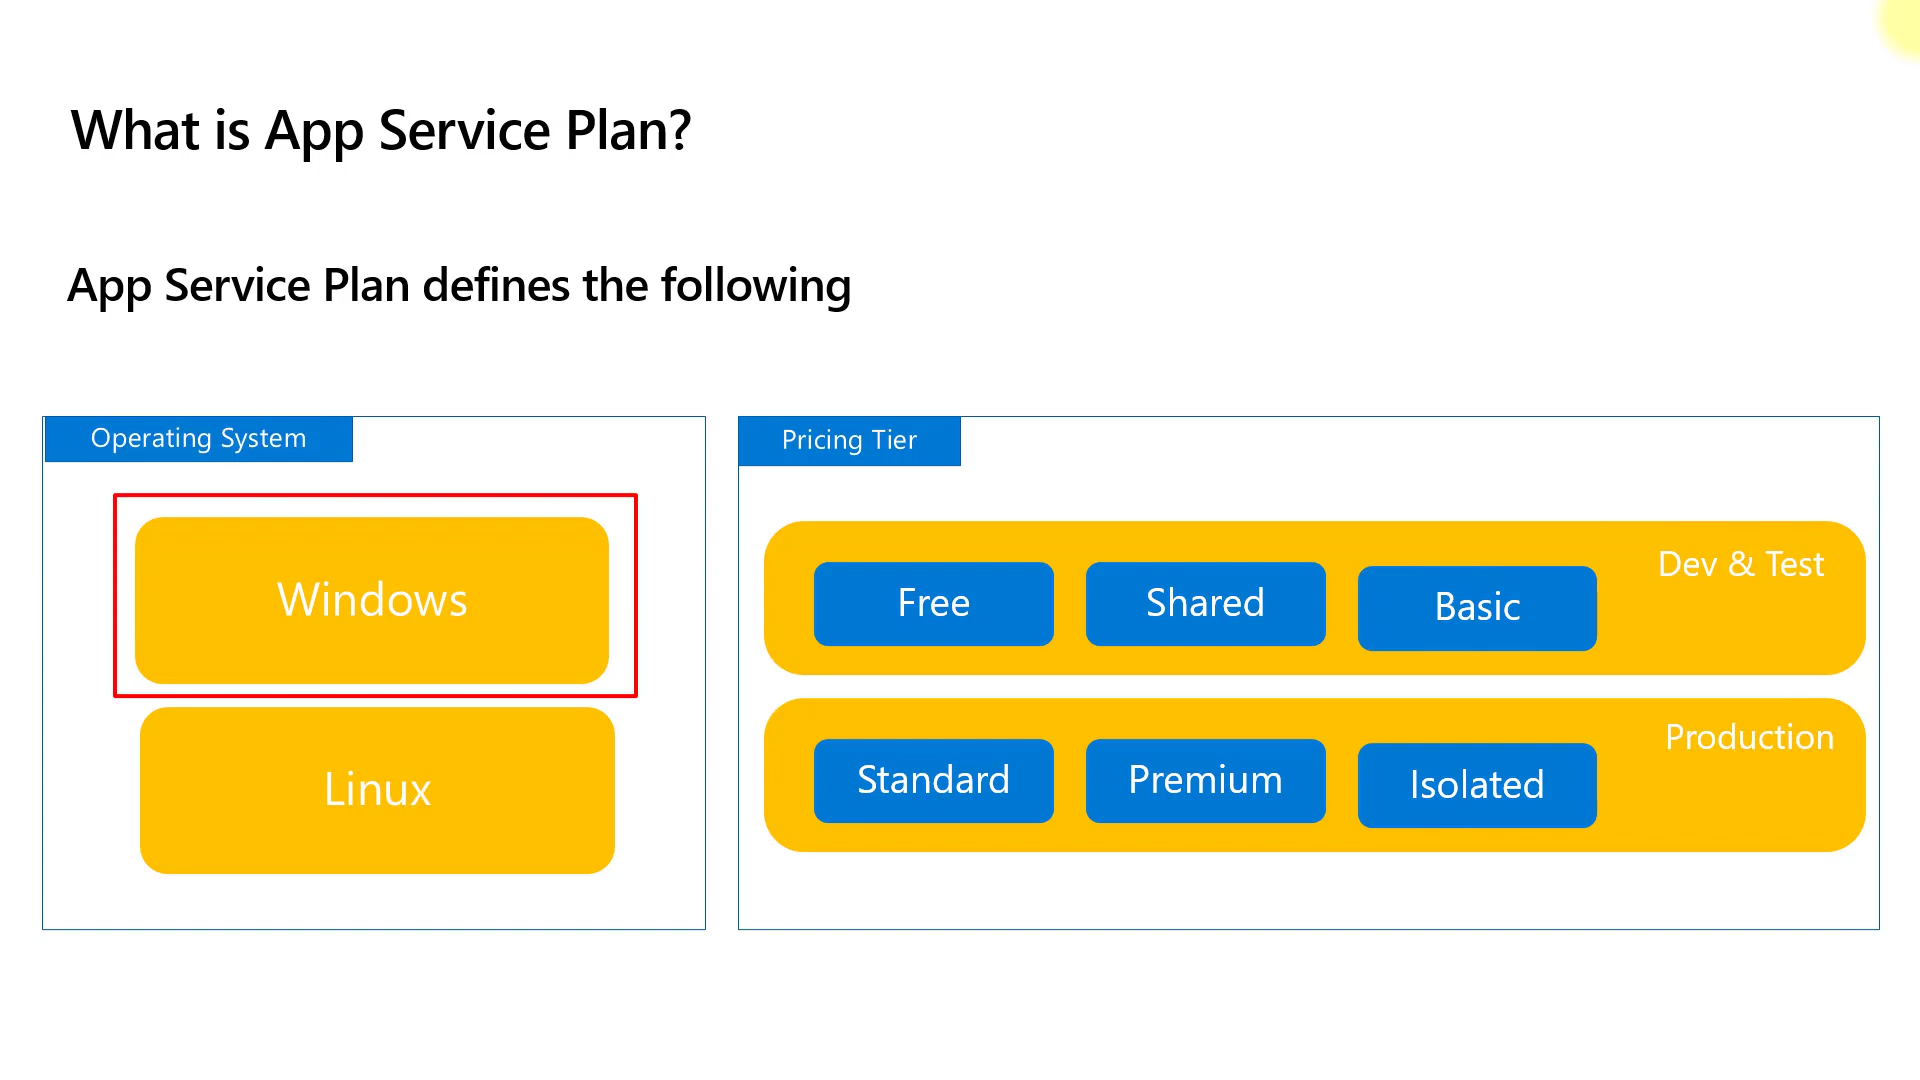 What is App Service Plan?
App Service Plan defines the following
Operating System
Windows
Linux
Pricing Tier
Dev & Test
Free
Shared
Basic
Production
Standard
Premium
Isolated